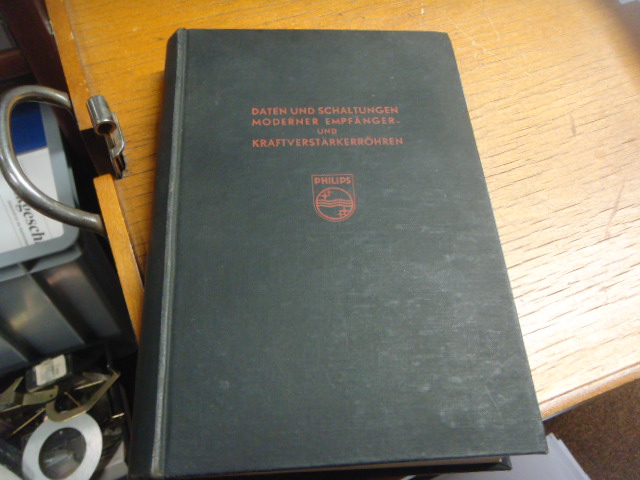 DATEN UND SCHALTUNGEN
MODERNER EMPFÄNGER-
UND
KRAFTVERSTÄRKERRÖHREN
PHILIPS